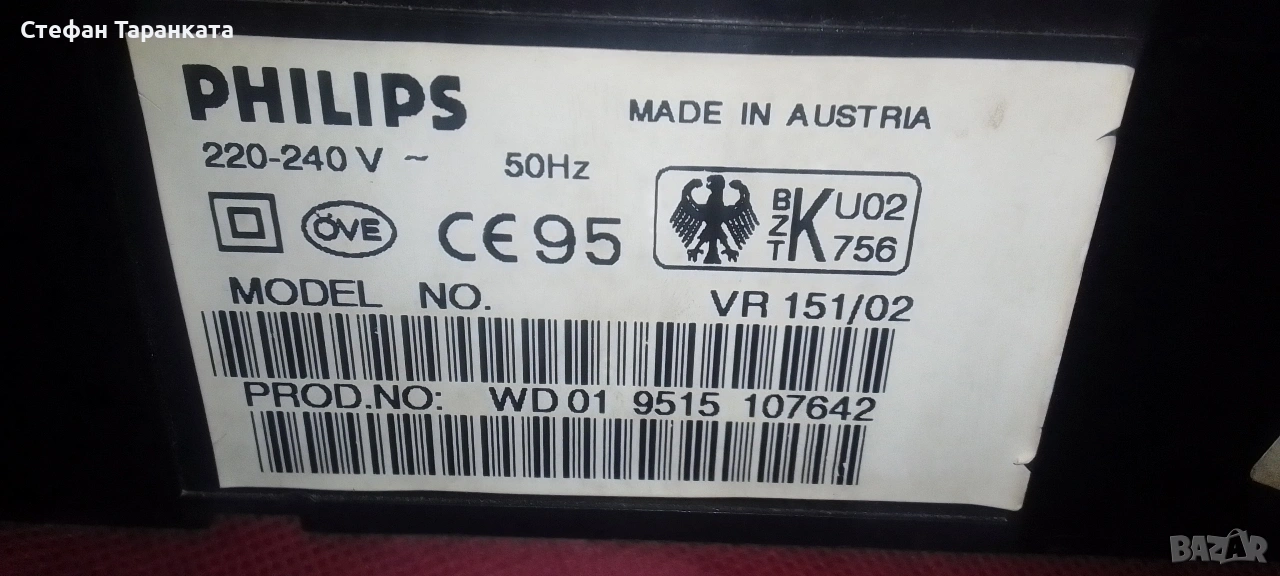 Стефан Таранката
PHILIPS
MADE IN AUSTRIA
220-240 V ~ 50Hz
ÖVE
CE 95
BZT K U02 756
MODEL NO. VR 151/02
PROD.NO: WD 01 9515 107642
BAZAR